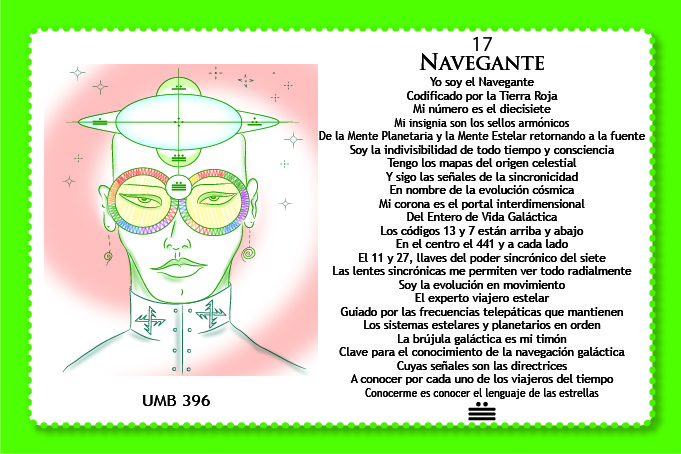 17
NAVEGANTE
Yo soy el Navegante
Codificado por la Tierra Roja
Mi número es el diecisiete
Mi insignia son los sellos armónicos
De la Mente Planetaria y la Mente Estelar retornando a la fuente
Soy la indivisibilidad de todo tiempo y consciencia
Tengo los mapas del origen celestial
Y sigo las señales de la sincronicidad
En nombre de la evolución cósmica
Mi corona es el portal interdimensional
Del Entero de Vida Galáctica
Los códigos 13 y 7 están arriba y abajo
En el centro el 441 y a cada lado
El 11 y 27, llaves del poder sincrónico del siete
Las lentes sincrónicas me permiten ver todo radialmente
Soy la evolución en movimiento
El experto viajero estelar
Guiado por las frecuencias telepáticas que mantienen
Los sistemas estelares y planetarios en orden
La brújula galáctica es mi timón
Clave para el conocimiento de la navegación galáctica
Cuyas señales son las directrices
A conocer por cada uno de los viajeros del tiempo
Conocerme es conocer el lenguaje de las estrellas
UMB 396